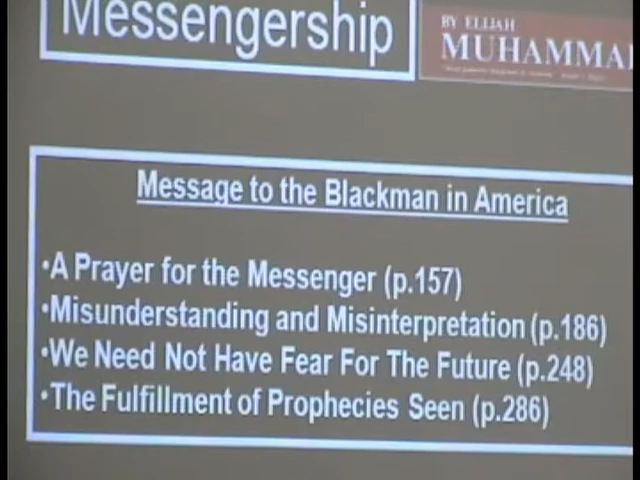 Messengership
BY ELIJAH
Message to the Blackman in America
•A Prayer for the Messenger (p.157)
•Misunderstanding and Misinterpretation (p.186)
•We Need Not Have Fear For The Future (p.248)
•The Fulfillment of Prophecies Seen (p.286)